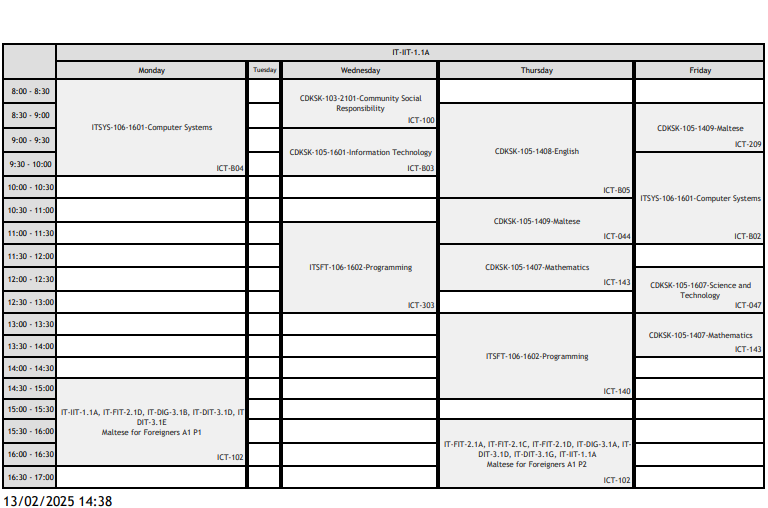 IT-IIT-1.1A
Monday Tuesday Wednesday Thursday Friday
8:00 - 8:30
8:30 - 9:00
9:00 - 9:30
9:30 - 10:00
10:00 - 10:30
10:30 - 11:00
11:00 - 11:30
11:30 - 12:00
12:00 - 12:30
12:30 - 13:00
13:00 - 13:30
13:30 - 14:00
14:00 - 14:30
14:30 - 15:00
15:00 - 15:30
15:30 - 16:00
16:00 - 16:30
16:30 - 17:00
ITSYS-106-1601-Computer Systems
ICT-B04
IT-IIT-1.1A, IT-FIT-2.1D, IT-DIG-3.1B, IT-DIT-3.1D, IT
DIT-3.1E
Maltese for Foreigners A1 P1
ICT-102
CDKSK-103-2101-Community Social
Responsibility
ICT-100
CDKSK-105-1601-Information Technology
ICT-B03
ITSFT-106-1602-Programming
ICT-303
CDKSK-105-1408-English
ICT-B05
CDKSK-105-1409-Maltese
ICT-044
CDKSK-105-1407-Mathematics
ICT-143
ITSFT-106-1602-Programming
ICT-140
IT-FIT-2.1A, IT-FIT-2.1C, IT-FIT-2.1D, IT-DIG-3.1A, IT-
DIT-3.1D, IT-DIT-3.1G, IT-IIT-1.1A
Maltese for Foreigners A1 P2
ICT-102
CDKSK-105-1409-Maltese
ICT-209
ITSYS-106-1601-Computer Systems
ICT-B02
CDKSK-105-1607-Science and
Technology
ICT-047
CDKSK-105-1407-Mathematics
ICT-143
13/02/2025 14:38